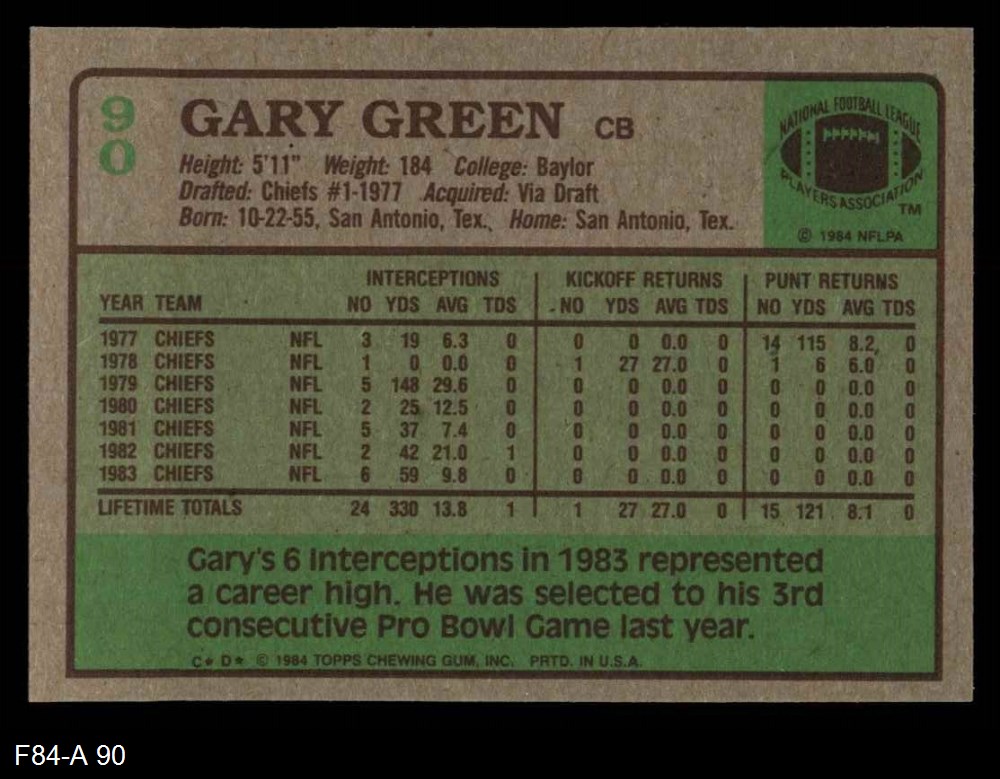 90
GARY GREEN CB
Height: 5'11" Weight: 184 College: Baylor
Drafted: Chiefs #1-1977 Acquired: Via Draft
Born: 10-22-55, San Antonio, Tex., Home: San Antonio, Tex.
NATIONAL FOOTBALL LEAGUE
PLAYERS ASSOCIATION
TM
© 1984 NFLPA
INTERCEPTIONS KICKOFF RETURNS PUNT RETURNS
YEAR TEAM NO YDS AVG TDS NO YDS AVG TDS NO YDS AVG TDS
1977 CHIEFS NFL 3 19 6.3 0 0 0 0.0 0 14 115 8.2 0
1978 CHIEFS NFL 1 0 0.0 0 1 27 27.0 0 1 6 6.0 0
1979 CHIEFS NFL 5 148 29.6 0 0 0 0.0 0 0 0 0.0 0
1980 CHIEFS NFL 2 25 12.5 0 0 0 0.0 0 0 0 0.0 0
1981 CHIEFS NFL 5 37 7.4 0 0 0 0.0 0 0 0 0.0 0
1982 CHIEFS NFL 2 42 21.0 1 0 0 0.0 0 0 0 0.0 0
1983 CHIEFS NFL 6 59 9.8 0 0 0 0.0 0 0 0 0.0 0
LIFETIME TOTALS 24 330 13.8 1 1 27 27.0 0 15 121 8.1 0
Gary's 6 interceptions in 1983 represented
a career high. He was selected to his 3rd
consecutive Pro Bowl Game last year.
C* D* © 1984 TOPPS CHEWING GUM, INC. PRTD. IN U.S.A.
F84-A 90